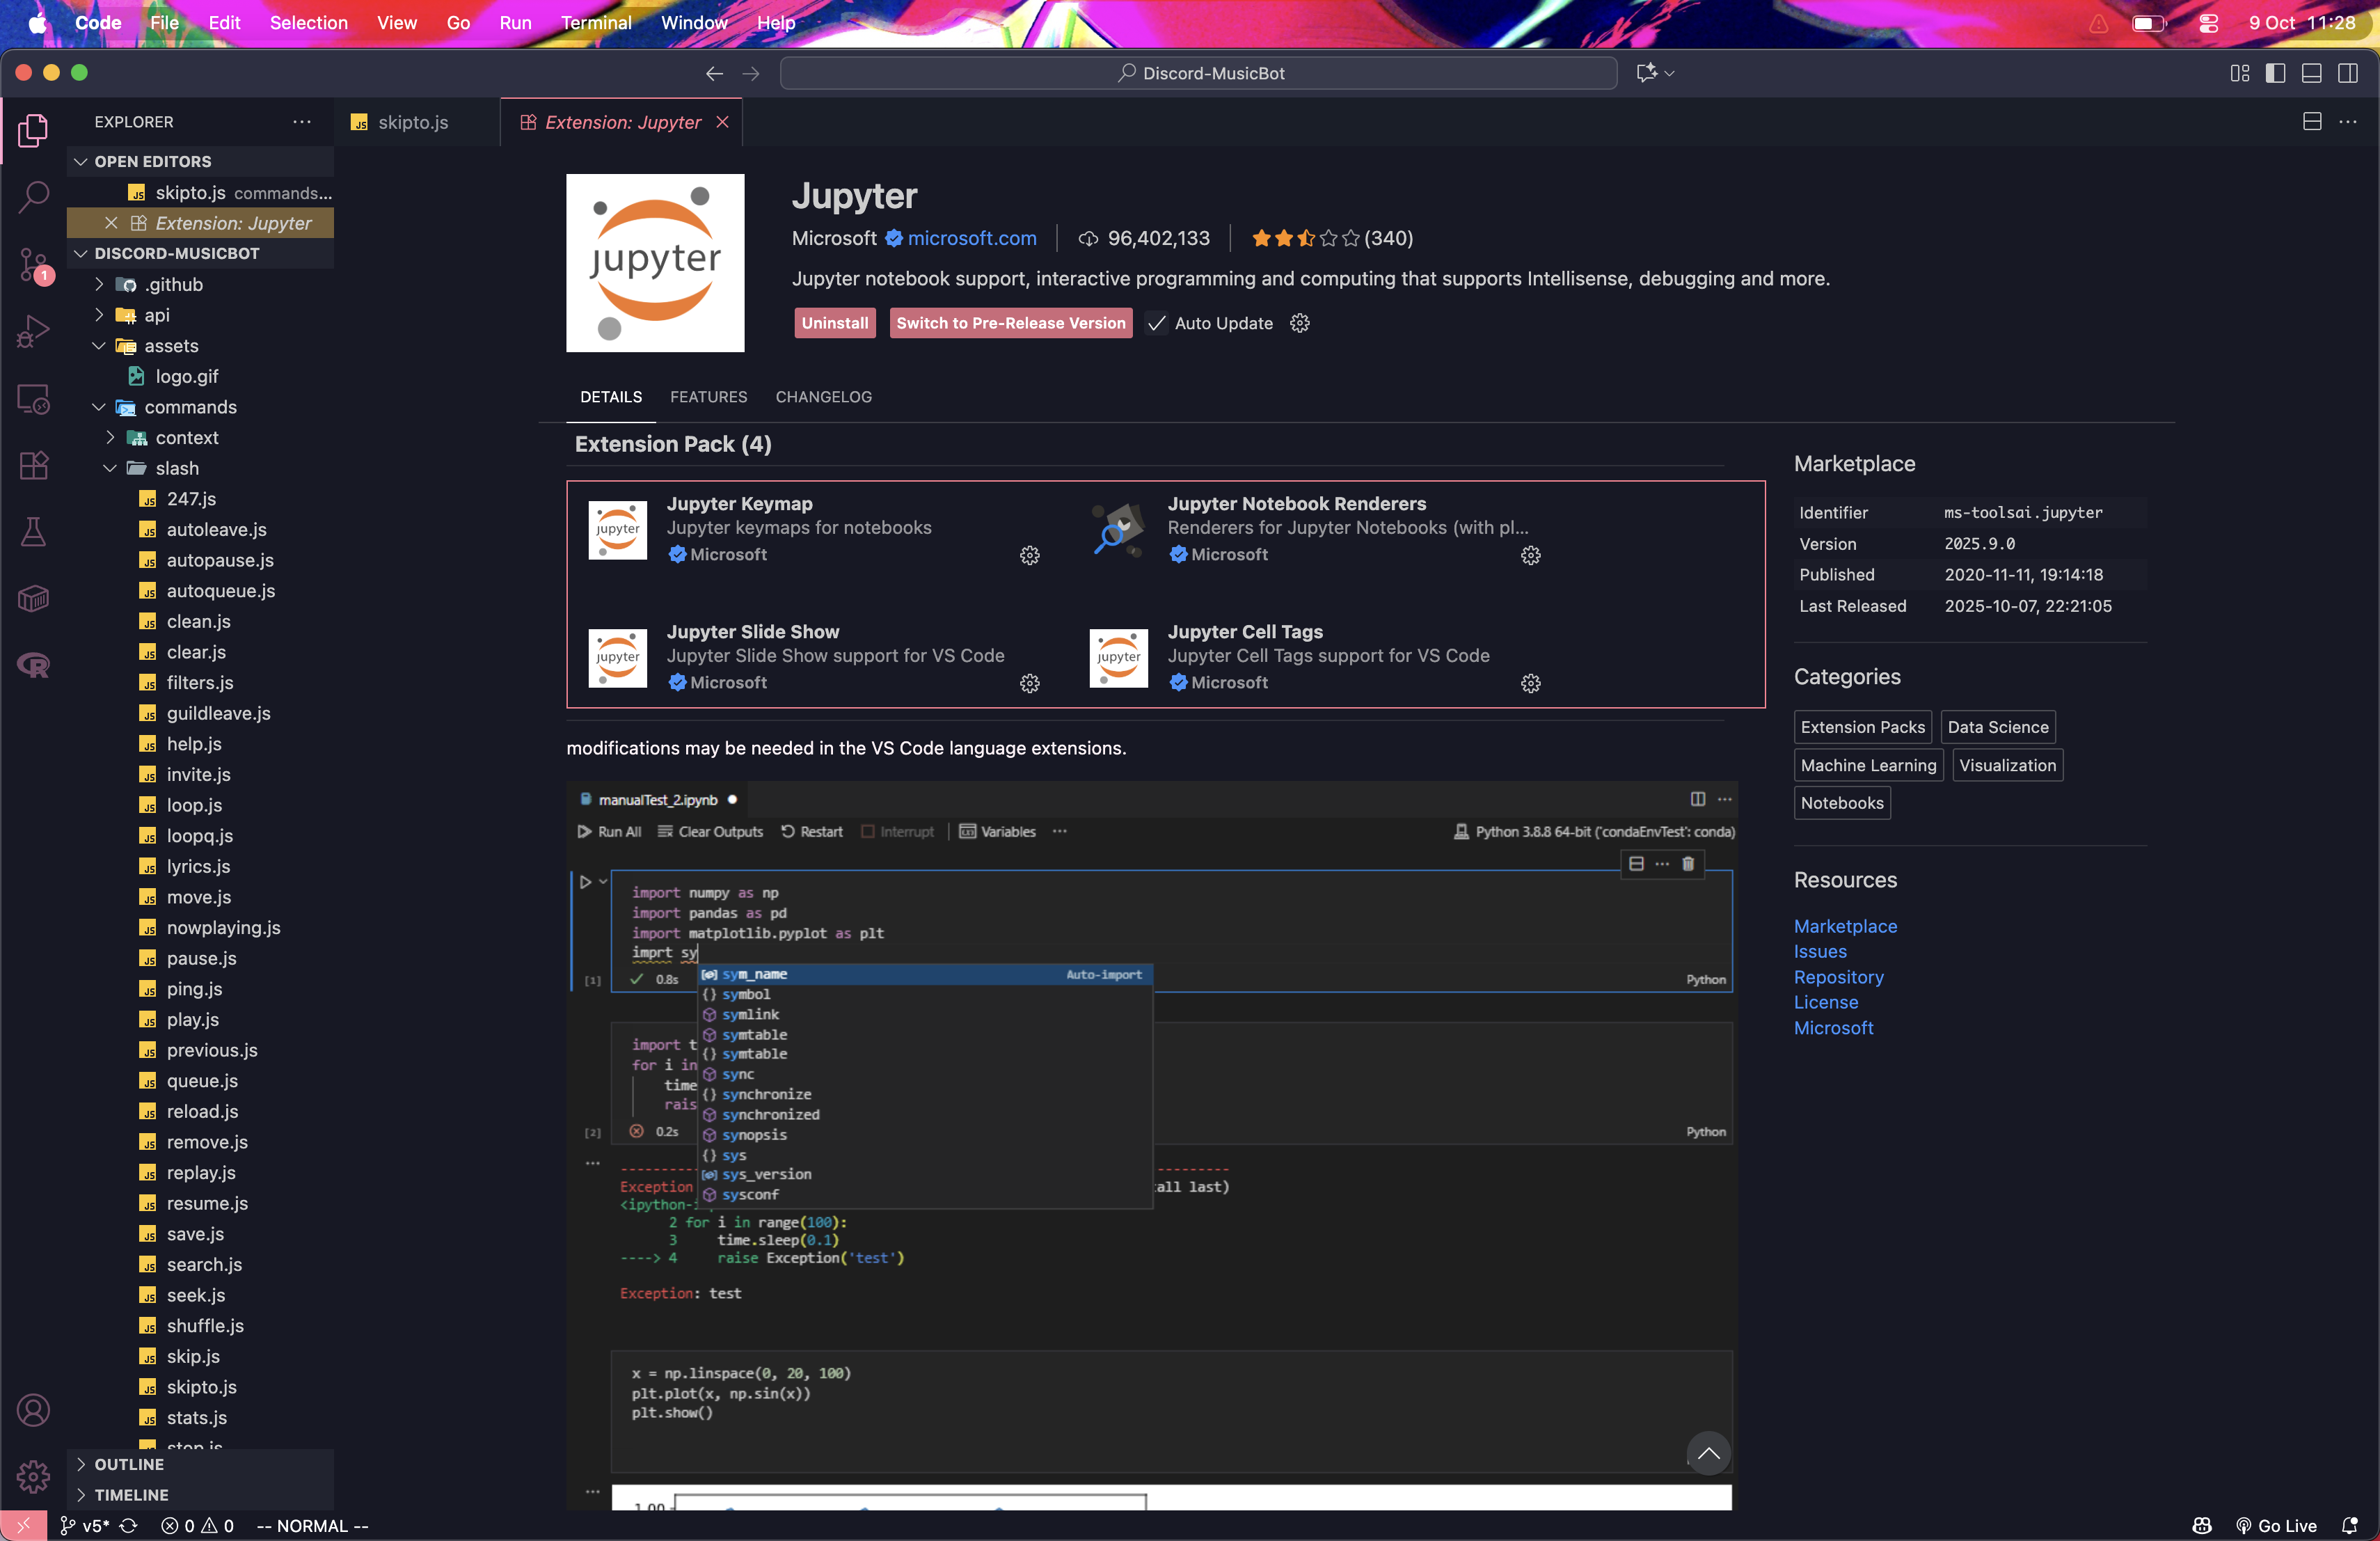 Code File Edit Selection View Go Run Terminal Window Help 9 Oct 11:28
Discord-MusicBot
EXPLORER
skipto.js
Extension: Jupyter
OPEN EDITORS
skipto.js commands...
Extension: Jupyter
DISCORD-MUSICBOT
.github
api
assets
logo.gif
commands
context
slash
247.js
autoleave.js
autopause.js
autoqueue.js
clean.js
clear.js
filters.js
guildleave.js
help.js
invite.js
loop.js
loopq.js
lyrics.js
move.js
nowplaying.js
pause.js
ping.js
play.js
previous.js
queue.js
reload.js
remove.js
replay.js
resume.js
save.js
search.js
seek.js
shuffle.js
skip.js
skipto.js
stats.js
stop.js
OUTLINE
TIMELINE
1
jupyter
Jupyter
Microsoft microsoft.com 96,402,133 (340)
Jupyter notebook support, interactive programming and computing that supports Intellisense, debugging and more.
Uninstall Switch to Pre-Release Version Auto Update
DETAILS FEATURES CHANGELOG
Extension Pack (4)
jupyter
Jupyter Keymap
Jupyter keymaps for notebooks
Microsoft
Jupyter Notebook Renderers
Renderers for Jupyter Notebooks (with pl...
Microsoft
jupyter
Jupyter Slide Show
Jupyter Slide Show support for VS Code
Microsoft
jupyter
Jupyter Cell Tags
Jupyter Cell Tags support for VS Code
Microsoft
modifications may be needed in the VS Code language extensions.
manualTest_2.ipynb
Run All Clear Outputs Restart Interrupt Variables Python 3.8.8 64-bit ('condaEnvTest': conda)
import numpy as np
import pandas as pd
import matplotlib.pyplot as plt
imprt sy
[1] 0.8s Python
sym_name Auto-import
symbol
symlink
symtable
symtable
sync
synchronize
synchronized
synopsis
sys
sys_version
sysconf
import t
for i in
time
rais
[2] 0.2s Python
Exception all last)
<ipython-i
2 for i in range(100):
3 time.sleep(0.1)
----> 4 raise Exception('test')
Exception: test
x = np.linspace(0, 20, 100)
plt.plot(x, np.sin(x))
plt.show()
1.00
Marketplace
Identifier ms-toolsai.jupyter
Version 2025.9.0
Published 2020-11-11, 19:14:18
Last Released 2025-10-07, 22:21:05
Categories
Extension Packs Data Science
Machine Learning Visualization
Notebooks
Resources
Marketplace
Issues
Repository
License
Microsoft
v5* 0 0 -- NORMAL -- Go Live